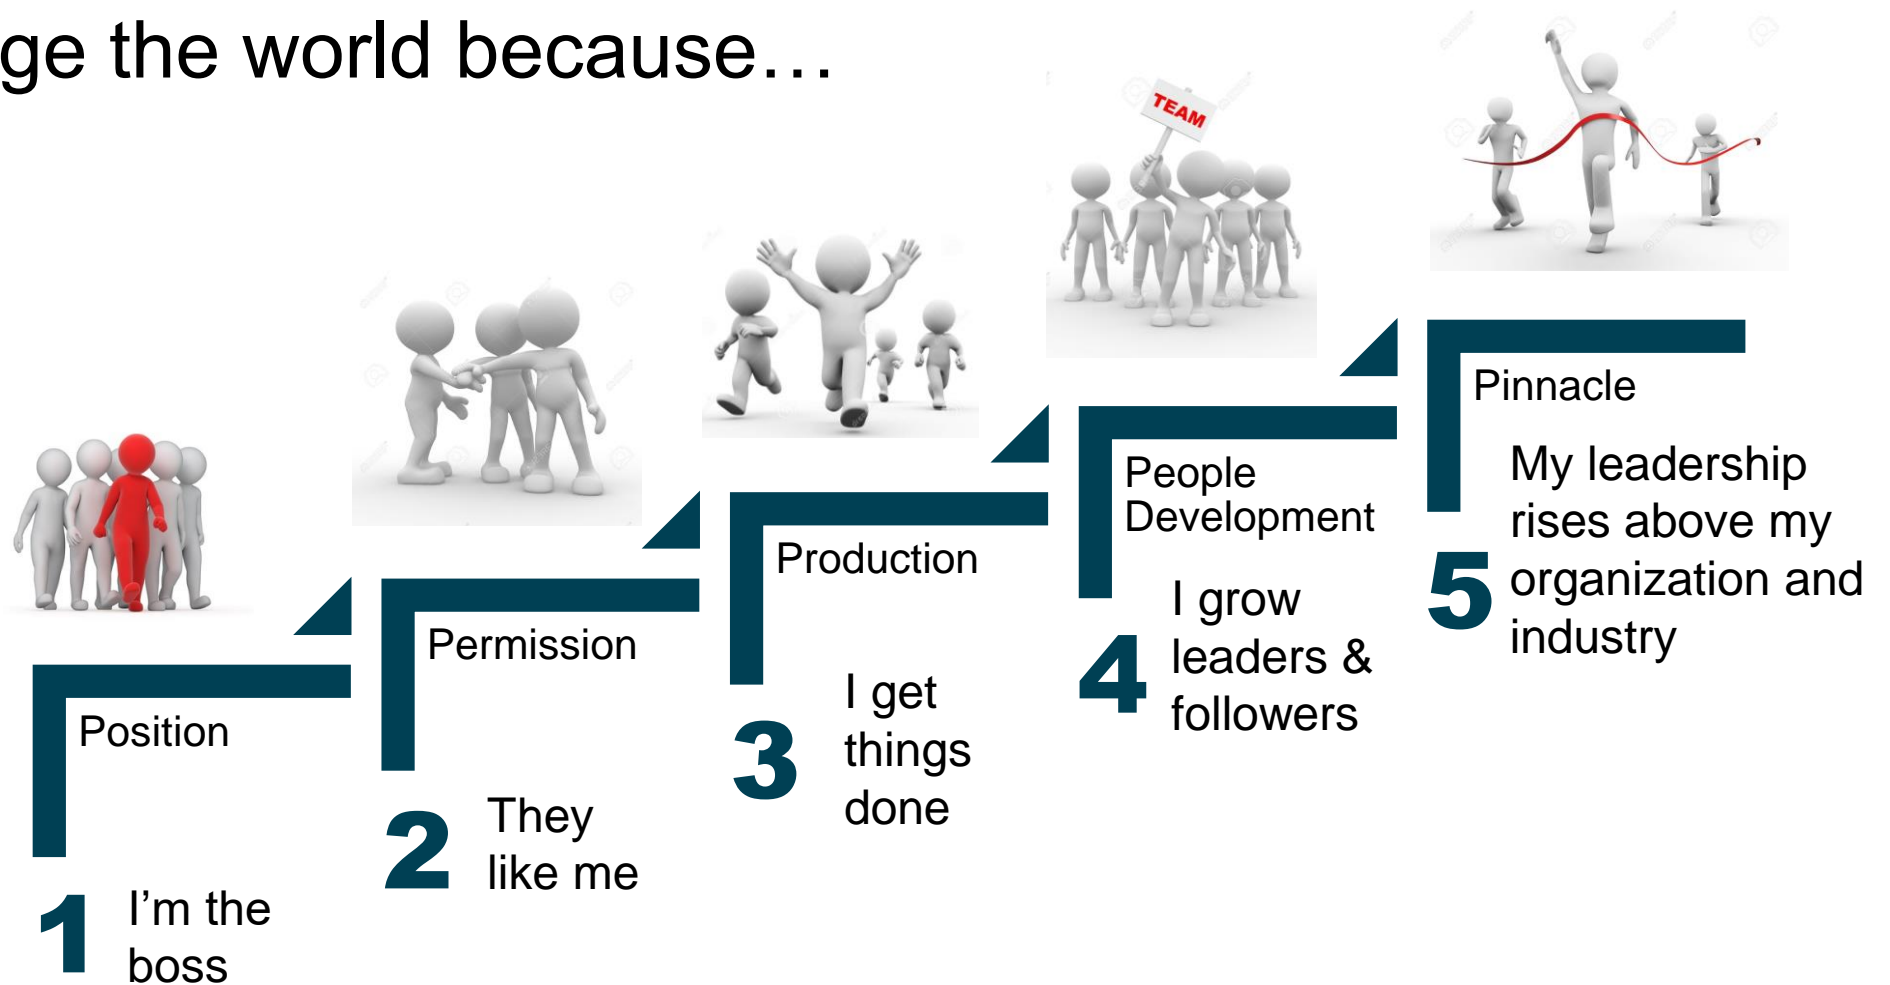 ge the world because…
TEAM
Position
1
I’m the
boss
Permission
2
They
like me
Production
3
I get
things
done
People
Development
4
I grow
leaders &
followers
Pinnacle
5
My leadership
rises above my
organization and
industry